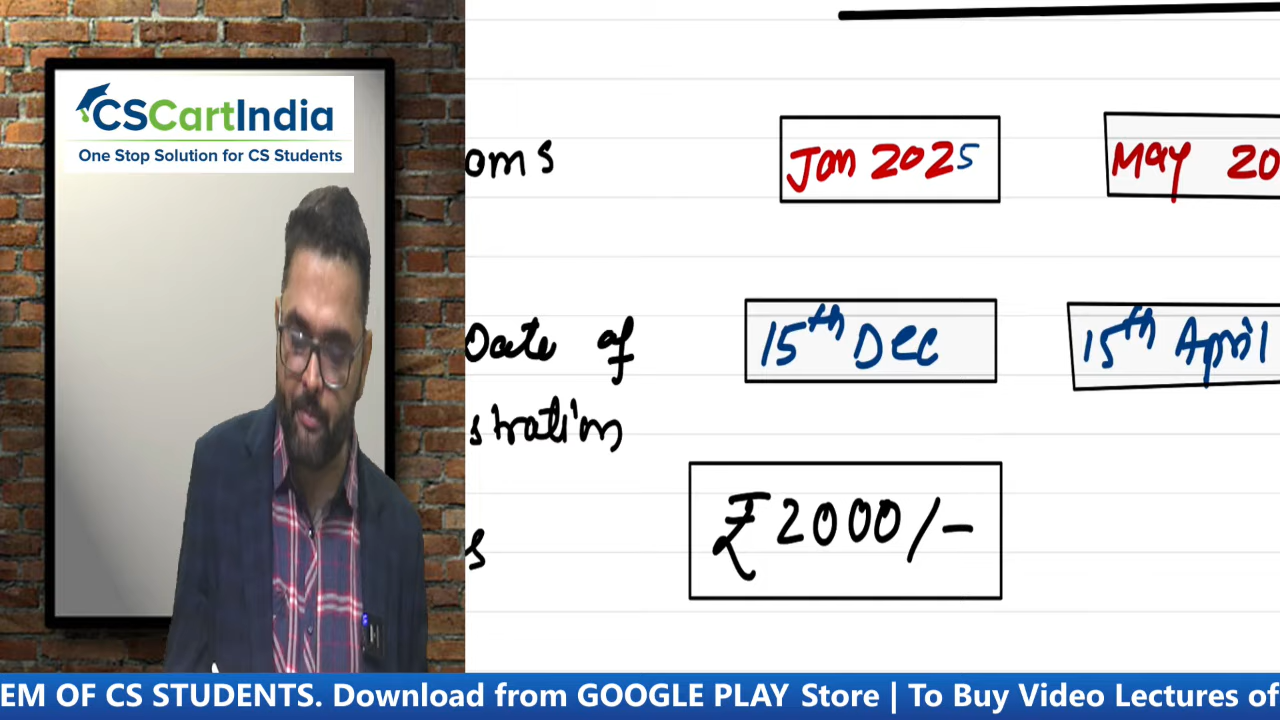 CSCartIndia
One Stop Solution for CS Students
oms Jan 2025 May 20
Date of 15th Dec 15th April
stration
s ₹2000/-
EM OF CS STUDENTS. Download from GOOGLE PLAY Store | To Buy Video Lectures of